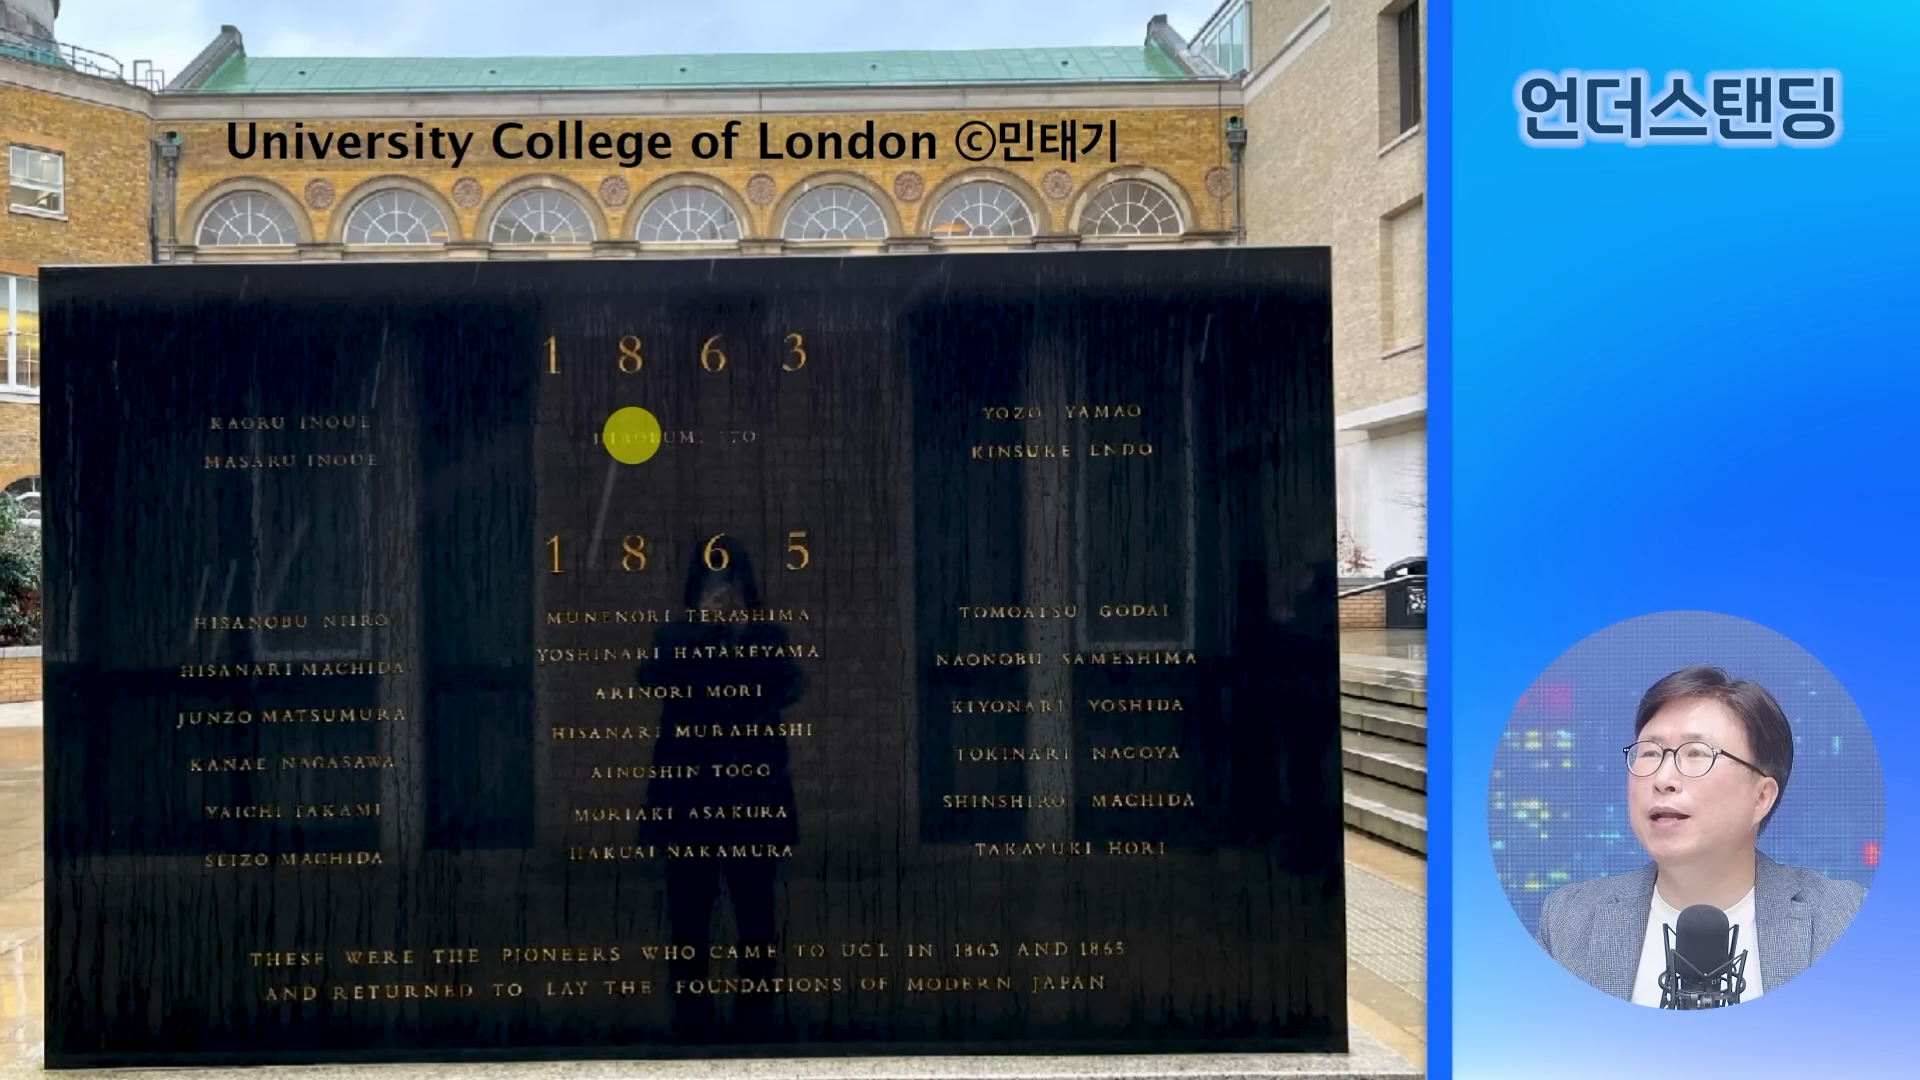 University College of London ©민태기
언더스탠딩
1863
KAORU INOUE
MASARU INOUE
ITO
YOZO YAMAO
KINSUKE ENDO
1865
HISANOBU NIIRO
HISANARI MACHIDA
JUNZO MATSUMURA
KANAE NAGASAWA
YAICHI TAKAMI
SEIZO MACHIDA
MUNENORI TERASHIMA
YOSHINARI HATAKEYAMA
ARINORI MORI
HISANARI MURAHASHI
AINOSHIN TOGO
MORIAKI ASAKURA
HAKUAI NAKAMURA
TOMOATSU GODAI
NAONOBU SAMESHIMA
KIYONARI YOSHIDA
TOKINARI NAGOYA
SHINSHIRO MACHIDA
TAKAYUKI HORI
THESE WERE THE PIONEERS WHO CAME TO UCL IN 1863 AND 1865
AND RETURNED TO LAY THE FOUNDATIONS OF MODERN JAPAN